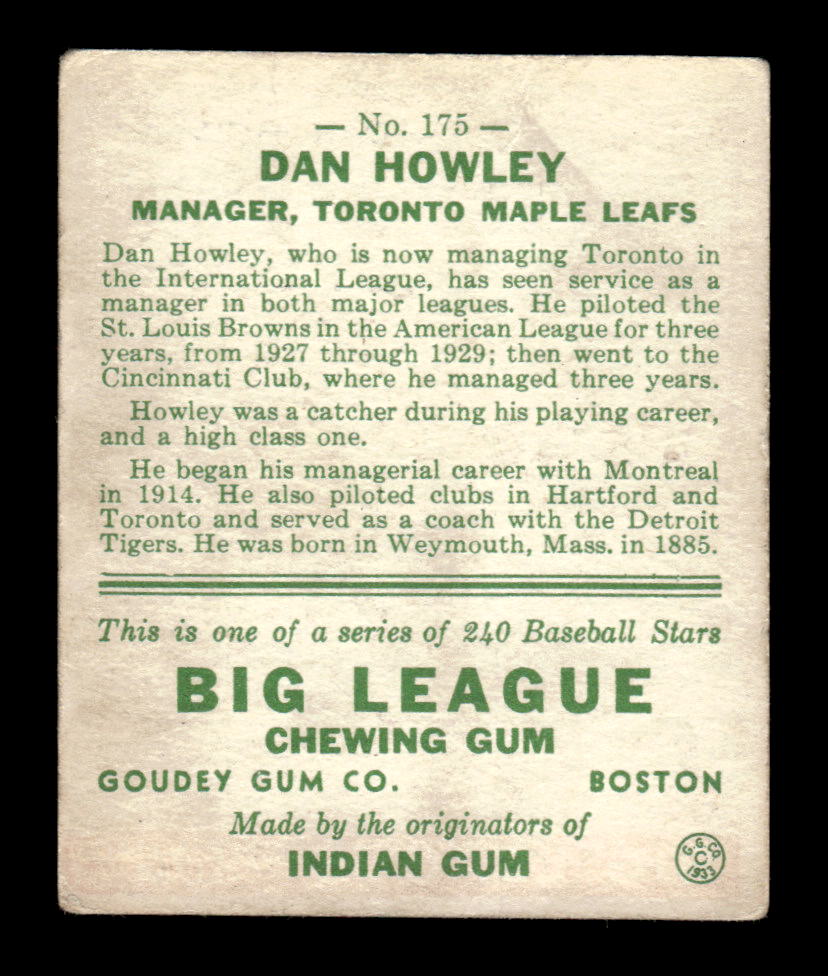 — No. 175 —
DAN HOWLEY
MANAGER, TORONTO MAPLE LEAFS
Dan Howley, who is now managing Toronto in
the International League, has seen service as a
manager in both major leagues. He piloted the
St. Louis Browns in the American League for three
years, from 1927 through 1929; then went to the
Cincinnati Club, where he managed three years.
Howley was a catcher during his playing career,
and a high class one.
He began his managerial career with Montreal
in 1914. He also piloted clubs in Hartford and
Toronto and served as a coach with the Detroit
Tigers. He was born in Weymouth, Mass. in 1885.
This is one of a series of 240 Baseball Stars
BIG LEAGUE
CHEWING GUM
GOUDEY GUM CO. BOSTON
Made by the originators of
INDIAN GUM
G. G. CO.
C
1933